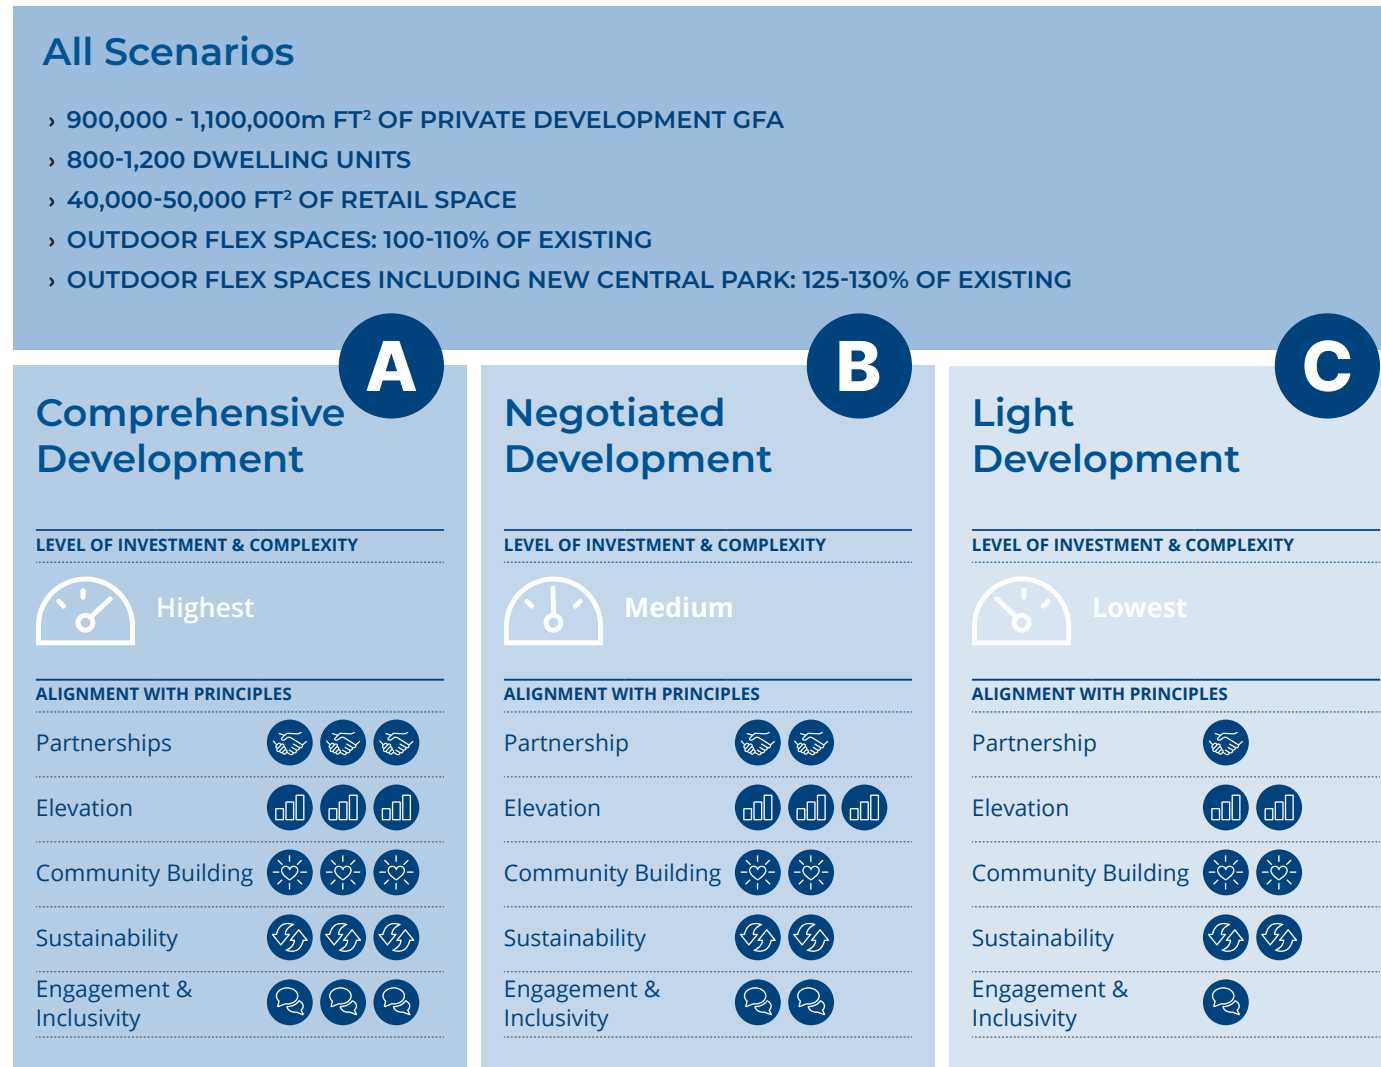 All Scenarios
› 900,000 - 1,100,000m FT² OF PRIVATE DEVELOPMENT GFA
› 800-1,200 DWELLING UNITS
› 40,000-50,000 FT² OF RETAIL SPACE
› OUTDOOR FLEX SPACES: 100-110% OF EXISTING
› OUTDOOR FLEX SPACES INCLUDING NEW CENTRAL PARK: 125-130% OF EXISTING
A
Comprehensive
Development
LEVEL OF INVESTMENT & COMPLEXITY
Highest
ALIGNMENT WITH PRINCIPLES
Partnerships
Elevation
Community Building
Sustainability
Engagement &
Inclusivity
B
Negotiated
Development
LEVEL OF INVESTMENT & COMPLEXITY
Medium
ALIGNMENT WITH PRINCIPLES
Partnership
Elevation
Community Building
Sustainability
Engagement &
Inclusivity
C
Light
Development
LEVEL OF INVESTMENT & COMPLEXITY
Lowest
ALIGNMENT WITH PRINCIPLES
Partnership
Elevation
Community Building
Sustainability
Engagement &
Inclusivity